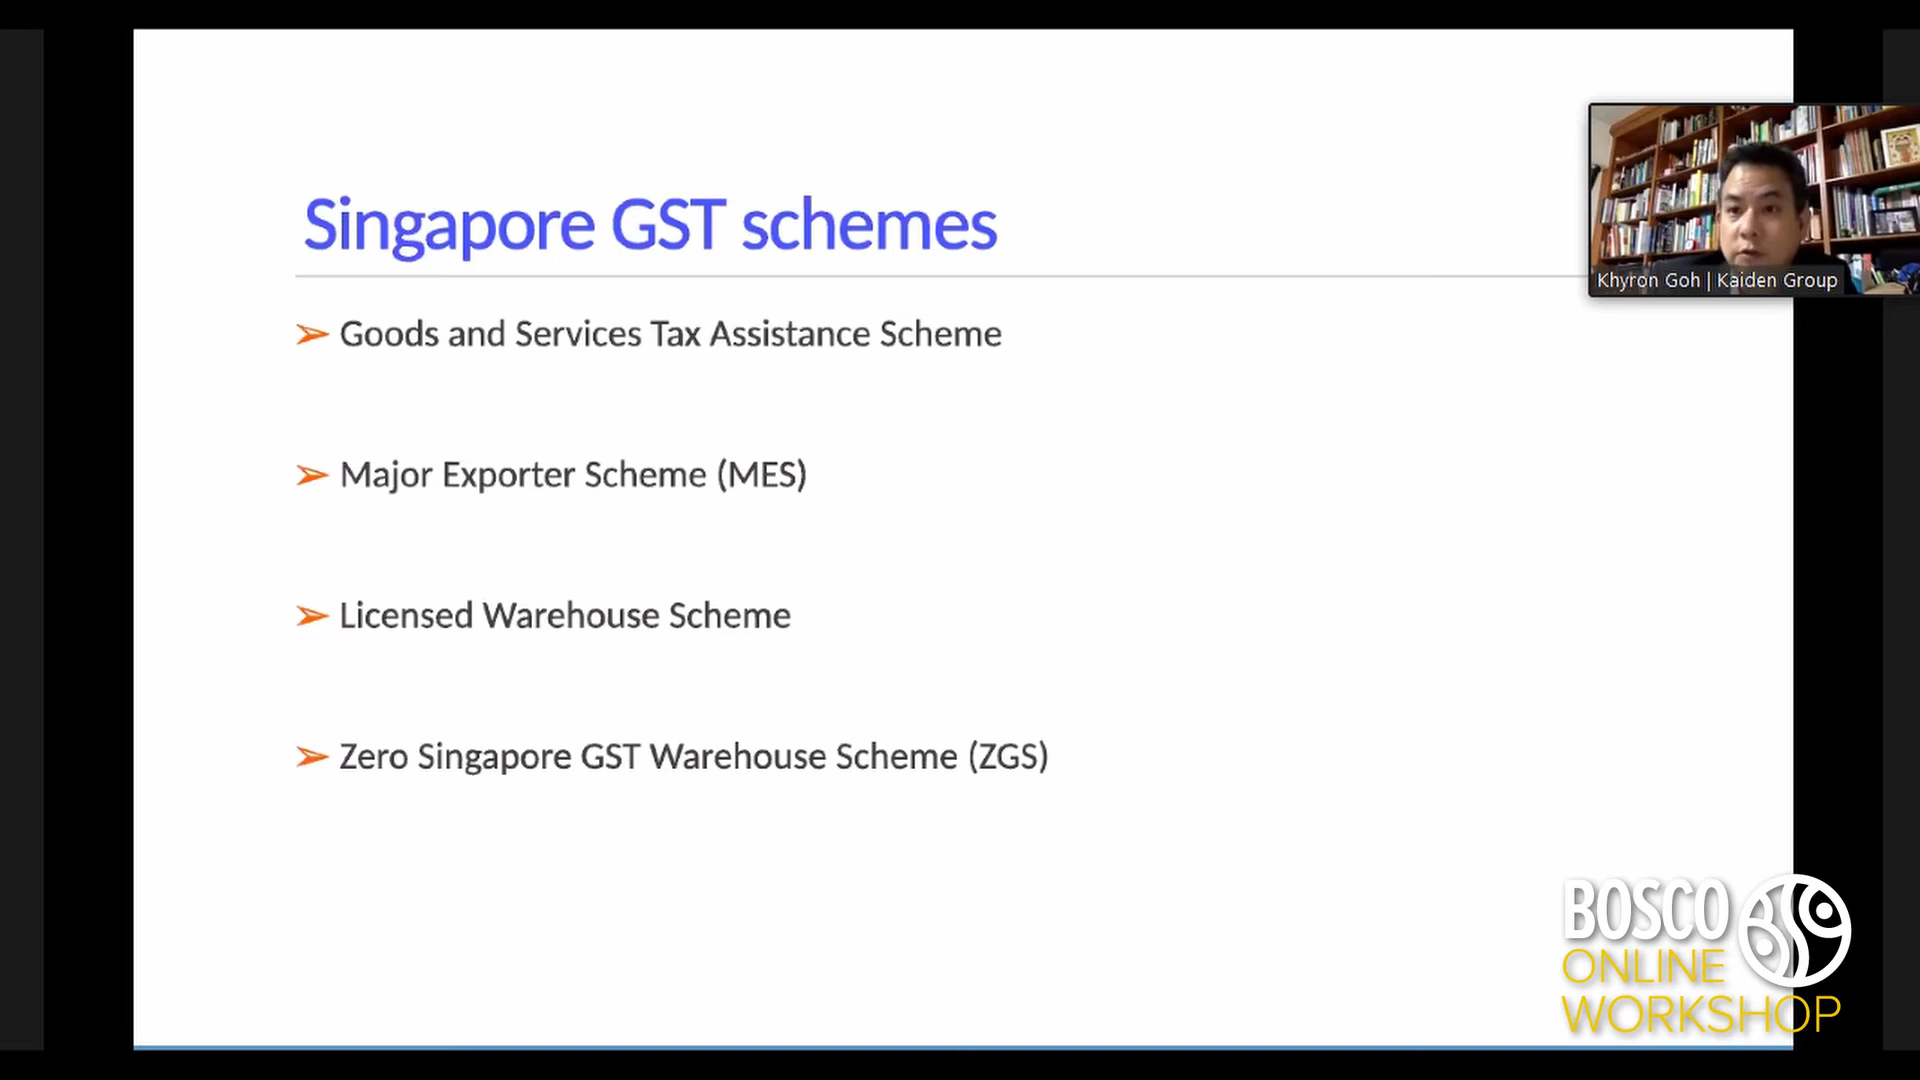 Singapore GST schemes
Khyron Goh | Kaiden Group
➢ Goods and Services Tax Assistance Scheme
➢ Major Exporter Scheme (MES)
➢ Licensed Warehouse Scheme
➢ Zero Singapore GST Warehouse Scheme (ZGS)
BOSCO
ONLINE
WORKSHOP